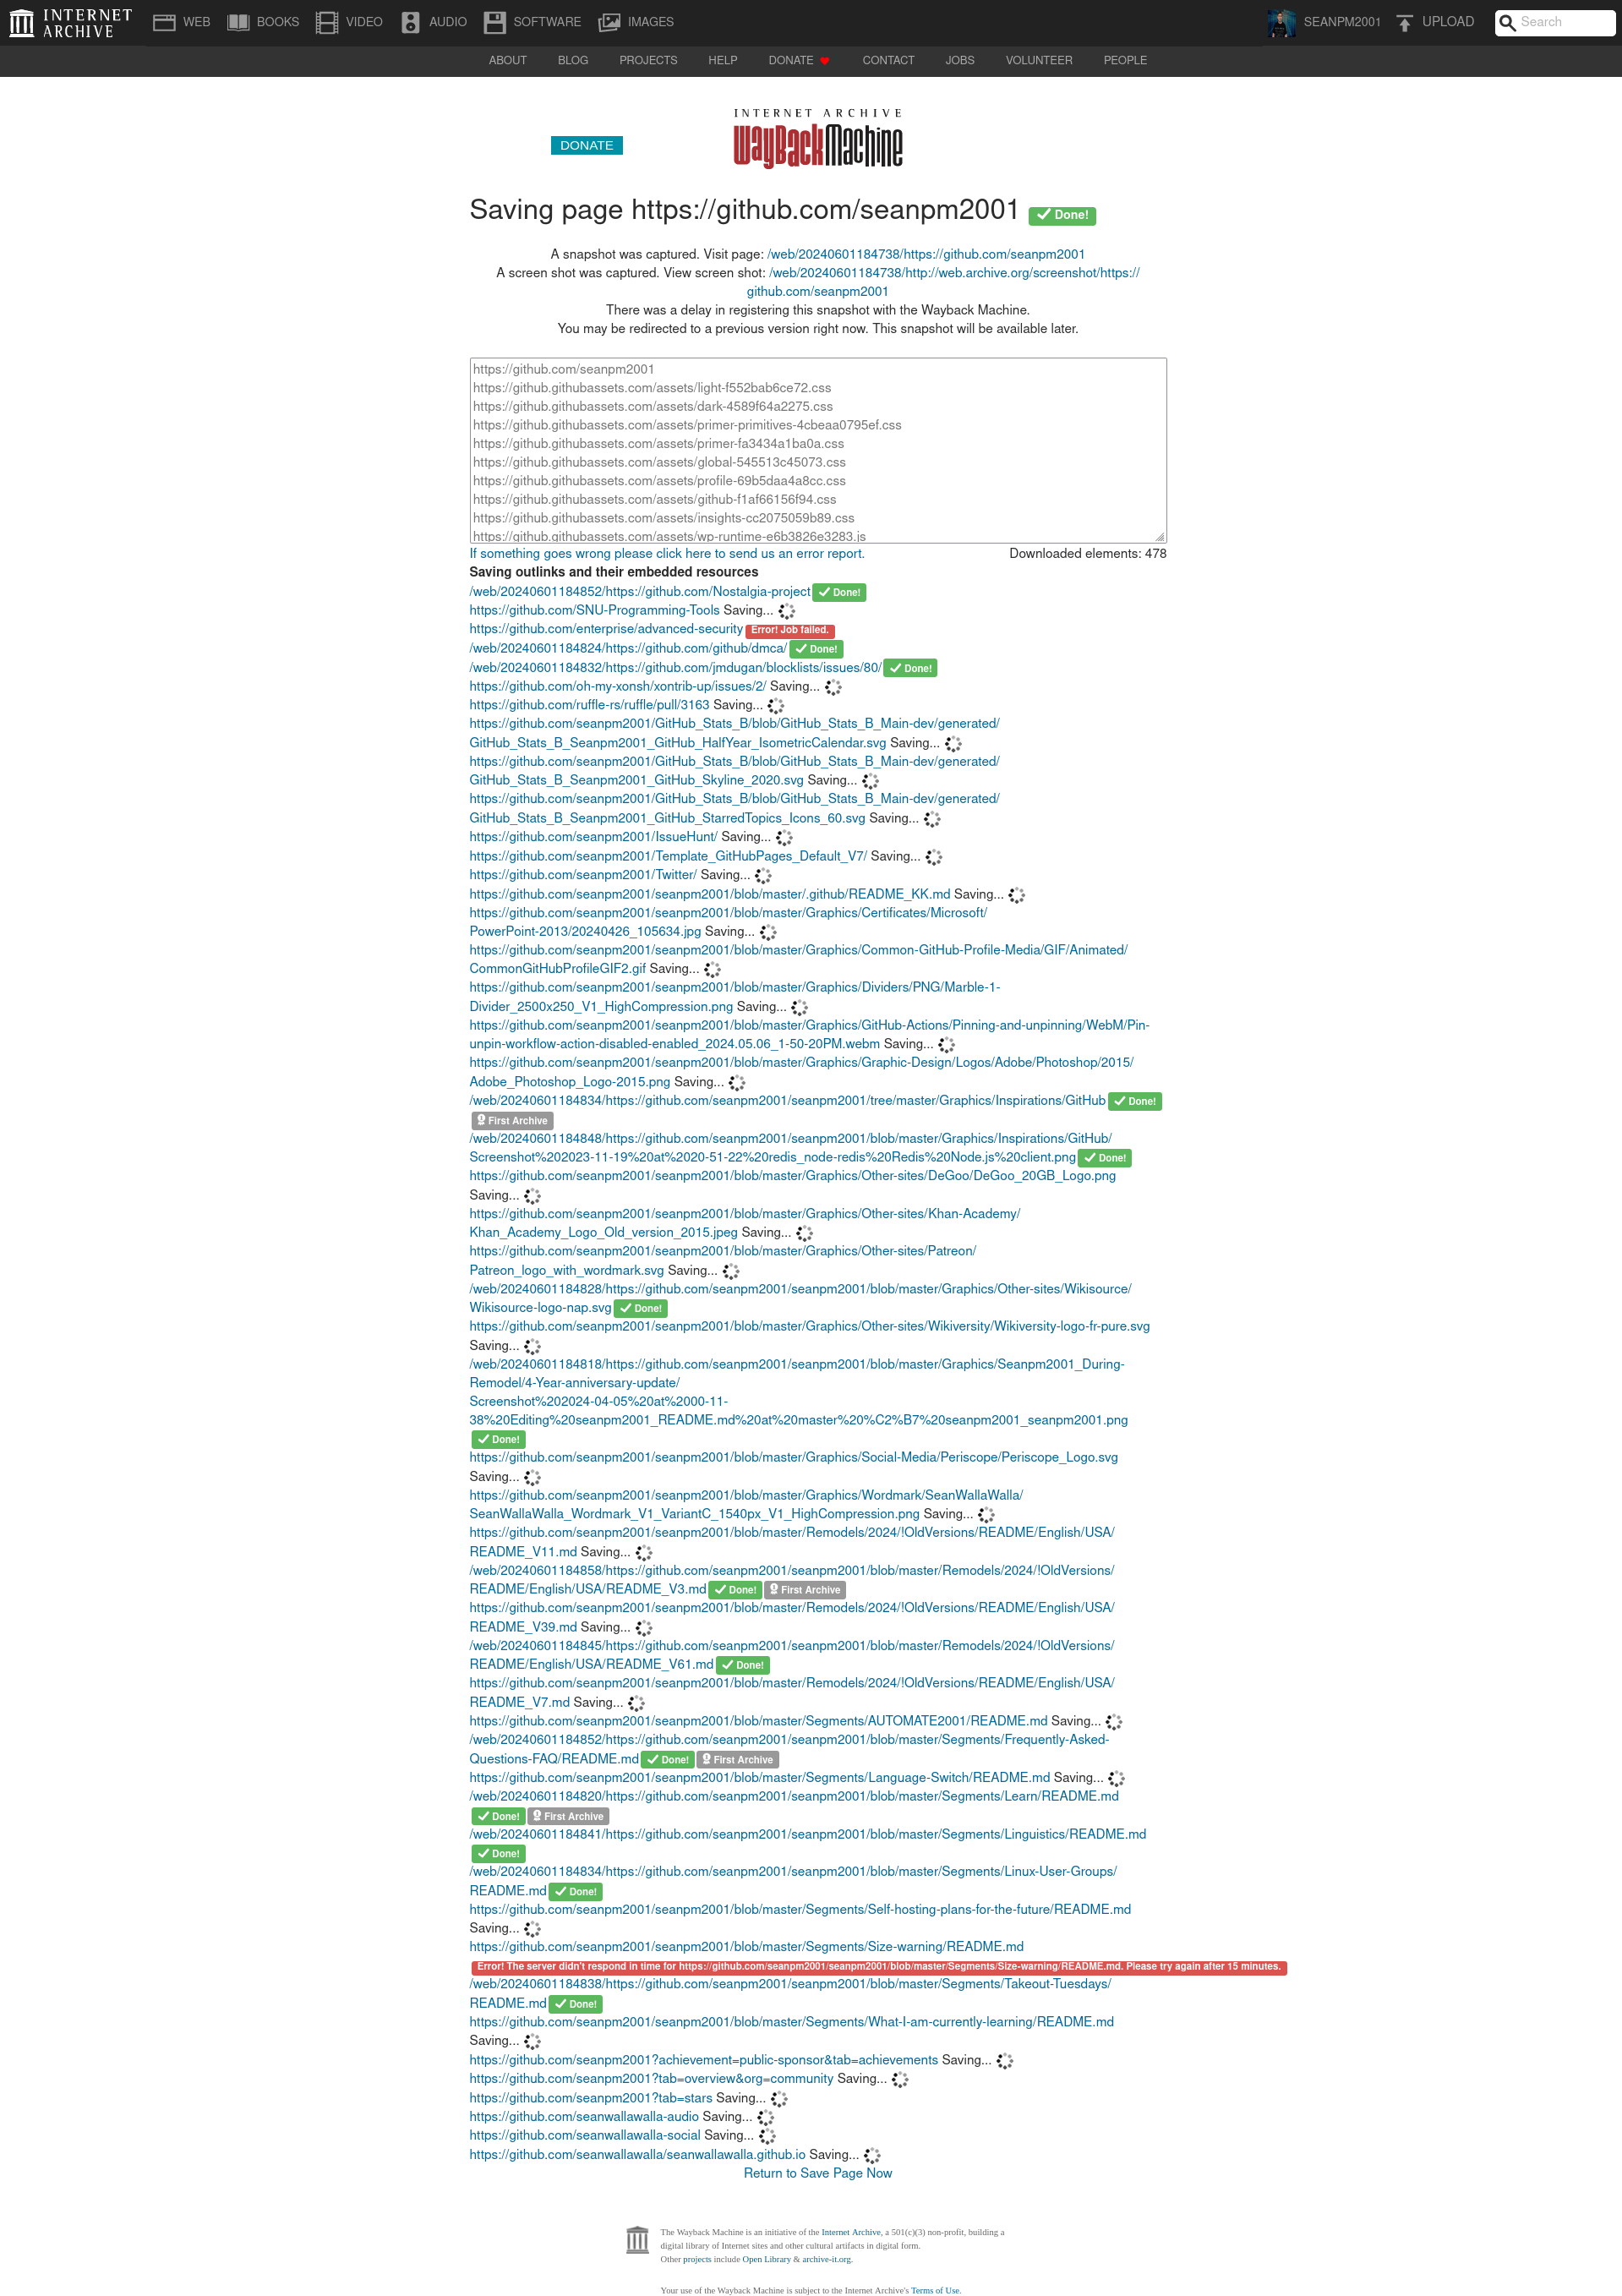 INTERNET ARCHIVE
WEB BOOKS VIDEO AUDIO SOFTWARE IMAGES SEANPM2001 UPLOAD Search
ABOUT BLOG PROJECTS HELP DONATE CONTACT JOBS VOLUNTEER PEOPLE
INTERNET ARCHIVE
WayBackMachine
DONATE
Saving page https://github.com/seanpm2001 Done!
A snapshot was captured. Visit page: /web/20240601184738/https://github.com/seanpm2001
A screen shot was captured. View screen shot: /web/20240601184738/http://web.archive.org/screenshot/https://
github.com/seanpm2001
There was a delay in registering this snapshot with the Wayback Machine.
You may be redirected to a previous version right now. This snapshot will be available later.
https://github.com/seanpm2001
https://github.githubassets.com/assets/light-f552bab6ce72.css
https://github.githubassets.com/assets/dark-4589f64a2275.css
https://github.githubassets.com/assets/primer-primitives-4cbeaa0795ef.css
https://github.githubassets.com/assets/primer-fa3434a1ba0a.css
https://github.githubassets.com/assets/global-545513c45073.css
https://github.githubassets.com/assets/profile-69b5daa4a8cc.css
https://github.githubassets.com/assets/github-f1af66156f94.css
https://github.githubassets.com/assets/insights-cc2075059b89.css
https://github.githubassets.com/assets/wp-runtime-e6b3826e3283.js
If something goes wrong please click here to send us an error report. Downloaded elements: 478
Saving outlinks and their embedded resources
/web/20240601184852/https://github.com/Nostalgia-project Done!
https://github.com/SNU-Programming-Tools Saving...
https://github.com/enterprise/advanced-security Error! Job failed.
/web/20240601184824/https://github.com/github/dmca/ Done!
/web/20240601184832/https://github.com/jmdugan/blocklists/issues/80/ Done!
https://github.com/oh-my-xonsh/xontrib-up/issues/2/ Saving...
https://github.com/ruffle-rs/ruffle/pull/3163 Saving...
https://github.com/seanpm2001/GitHub_Stats_B/blob/GitHub_Stats_B_Main-dev/generated/
GitHub_Stats_B_Seanpm2001_GitHub_HalfYear_IsometricCalendar.svg Saving...
https://github.com/seanpm2001/GitHub_Stats_B/blob/GitHub_Stats_B_Main-dev/generated/
GitHub_Stats_B_Seanpm2001_GitHub_Skyline_2020.svg Saving...
https://github.com/seanpm2001/GitHub_Stats_B/blob/GitHub_Stats_B_Main-dev/generated/
GitHub_Stats_B_Seanpm2001_GitHub_StarredTopics_Icons_60.svg Saving...
https://github.com/seanpm2001/IssueHunt/ Saving...
https://github.com/seanpm2001/Template_GitHubPages_Default_V7/ Saving...
https://github.com/seanpm2001/Twitter/ Saving...
https://github.com/seanpm2001/seanpm2001/blob/master/.github/README_KK.md Saving...
https://github.com/seanpm2001/seanpm2001/blob/master/Graphics/Certificates/Microsoft/
PowerPoint-2013/20240426_105634.jpg Saving...
https://github.com/seanpm2001/seanpm2001/blob/master/Graphics/Common-GitHub-Profile-Media/GIF/Animated/
CommonGitHubProfileGIF2.gif Saving...
https://github.com/seanpm2001/seanpm2001/blob/master/Graphics/Dividers/PNG/Marble-1-
Divider_2500x250_V1_HighCompression.png Saving...
https://github.com/seanpm2001/seanpm2001/blob/master/Graphics/GitHub-Actions/Pinning-and-unpinning/WebM/Pin-
unpin-workflow-action-disabled-enabled_2024.05.06_1-50-20PM.webm Saving...
https://github.com/seanpm2001/seanpm2001/blob/master/Graphics/Graphic-Design/Logos/Adobe/Photoshop/2015/
Adobe_Photoshop_Logo-2015.png Saving...
/web/20240601184834/https://github.com/seanpm2001/seanpm2001/tree/master/Graphics/Inspirations/GitHub Done!
First Archive
/web/20240601184848/https://github.com/seanpm2001/seanpm2001/blob/master/Graphics/Inspirations/GitHub/
Screenshot%202023-11-19%20at%2020-51-22%20redis_node-redis%20Redis%20Node.js%20client.png Done!
https://github.com/seanpm2001/seanpm2001/blob/master/Graphics/Other-sites/DeGoo/DeGoo_20GB_Logo.png
Saving...
https://github.com/seanpm2001/seanpm2001/blob/master/Graphics/Other-sites/Khan-Academy/
Khan_Academy_Logo_Old_version_2015.jpeg Saving...
https://github.com/seanpm2001/seanpm2001/blob/master/Graphics/Other-sites/Patreon/
Patreon_logo_with_wordmark.svg Saving...
/web/20240601184828/https://github.com/seanpm2001/seanpm2001/blob/master/Graphics/Other-sites/Wikisource/
Wikisource-logo-nap.svg Done!
https://github.com/seanpm2001/seanpm2001/blob/master/Graphics/Other-sites/Wikiversity/Wikiversity-logo-fr-pure.svg
Saving...
/web/20240601184818/https://github.com/seanpm2001/seanpm2001/blob/master/Graphics/Seanpm2001_During-
Remodel/4-Year-anniversary-update/
Screenshot%202024-04-05%20at%2000-11-
38%20Editing%20seanpm2001_README.md%20at%20master%20%C2%B7%20seanpm2001_seanpm2001.png
Done!
https://github.com/seanpm2001/seanpm2001/blob/master/Graphics/Social-Media/Periscope/Periscope_Logo.svg
Saving...
https://github.com/seanpm2001/seanpm2001/blob/master/Graphics/Wordmark/SeanWallaWalla/
SeanWallaWalla_Wordmark_V1_VariantC_1540px_V1_HighCompression.png Saving...
https://github.com/seanpm2001/seanpm2001/blob/master/Remodels/2024/!OldVersions/README/English/USA/
README_V11.md Saving...
/web/20240601184858/https://github.com/seanpm2001/seanpm2001/blob/master/Remodels/2024/!OldVersions/
README/English/USA/README_V3.md Done! First Archive
https://github.com/seanpm2001/seanpm2001/blob/master/Remodels/2024/!OldVersions/README/English/USA/
README_V39.md Saving...
/web/20240601184845/https://github.com/seanpm2001/seanpm2001/blob/master/Remodels/2024/!OldVersions/
README/English/USA/README_V61.md Done!
https://github.com/seanpm2001/seanpm2001/blob/master/Remodels/2024/!OldVersions/README/English/USA/
README_V7.md Saving...
https://github.com/seanpm2001/seanpm2001/blob/master/Segments/AUTOMATE2001/README.md Saving...
/web/20240601184852/https://github.com/seanpm2001/seanpm2001/blob/master/Segments/Frequently-Asked-
Questions-FAQ/README.md Done! First Archive
https://github.com/seanpm2001/seanpm2001/blob/master/Segments/Language-Switch/README.md Saving...
/web/20240601184820/https://github.com/seanpm2001/seanpm2001/blob/master/Segments/Learn/README.md
Done! First Archive
/web/20240601184841/https://github.com/seanpm2001/seanpm2001/blob/master/Segments/Linguistics/README.md
Done!
/web/20240601184834/https://github.com/seanpm2001/seanpm2001/blob/master/Segments/Linux-User-Groups/
README.md Done!
https://github.com/seanpm2001/seanpm2001/blob/master/Segments/Self-hosting-plans-for-the-future/README.md
Saving...
https://github.com/seanpm2001/seanpm2001/blob/master/Segments/Size-warning/README.md
Error! The server didn't respond in time for https://github.com/seanpm2001/seanpm2001/blob/master/Segments/Size-warning/README.md. Please try again after 15 minutes.
/web/20240601184838/https://github.com/seanpm2001/seanpm2001/blob/master/Segments/Takeout-Tuesdays/
README.md Done!
https://github.com/seanpm2001/seanpm2001/blob/master/Segments/What-I-am-currently-learning/README.md
Saving...
https://github.com/seanpm2001?achievement=public-sponsor&tab=achievements Saving...
https://github.com/seanpm2001?tab=overview&org=community Saving...
https://github.com/seanpm2001?tab=stars Saving...
https://github.com/seanwallawalla-audio Saving...
https://github.com/seanwallawalla-social Saving...
https://github.com/seanwallawalla/seanwallawalla.github.io Saving...
Return to Save Page Now
The Wayback Machine is an initiative of the Internet Archive, a 501(c)(3) non-profit, building a
digital library of Internet sites and other cultural artifacts in digital form.
Other projects include Open Library & archive-it.org.
Your use of the Wayback Machine is subject to the Internet Archive's Terms of Use.